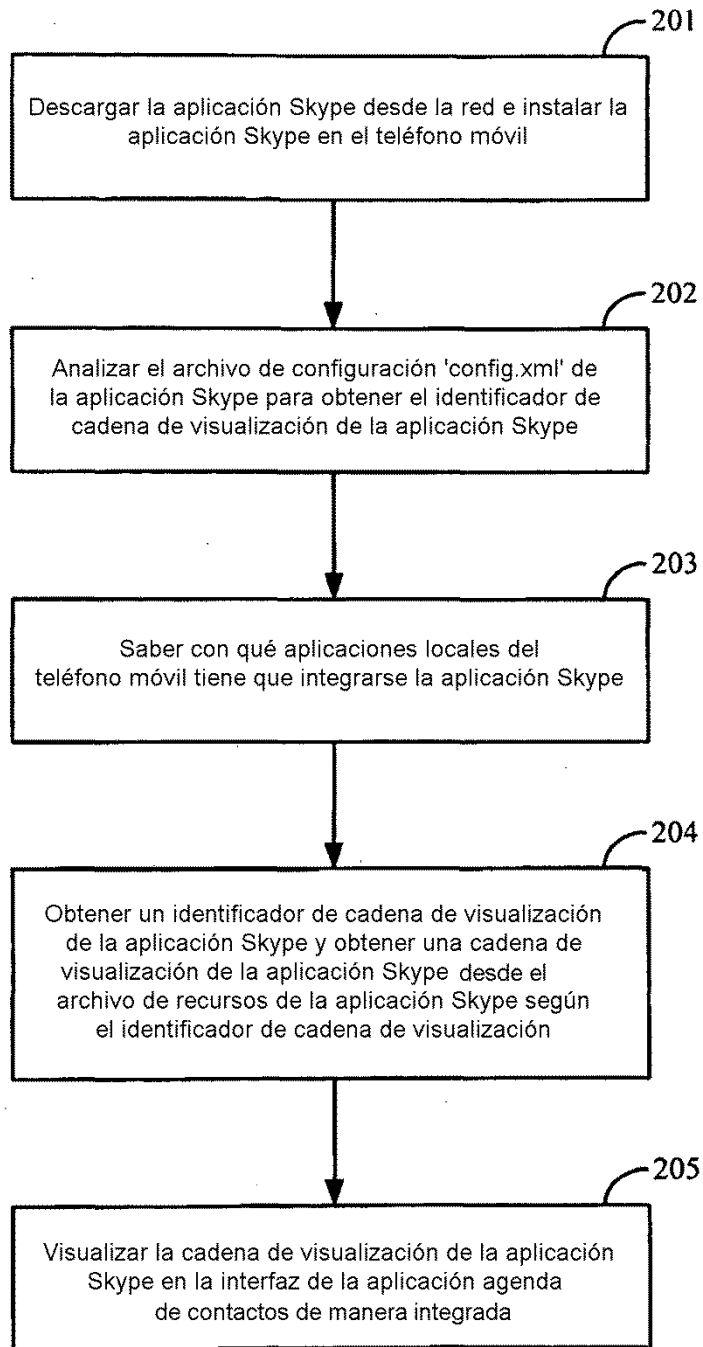 201
Descargar la aplicación Skype desde la red e instalar la
aplicación Skype en el teléfono móvil
202
Analizar el archivo de configuración 'config.xml' de
la aplicación Skype para obtener el identificador de
cadena de visualización de la aplicación Skype
203
Saber con qué aplicaciones locales del
teléfono móvil tiene que integrarse la aplicación Skype
204
Obtener un identificador de cadena de visualización
de la aplicación Skype y obtener una cadena de
visualización de la aplicación Skype desde el
archivo de recursos de la aplicación Skype según
el identificador de cadena de visualización
205
Visualizar la cadena de visualización de la aplicación
Skype en la interfaz de la aplicación agenda
de contactos de manera integrada